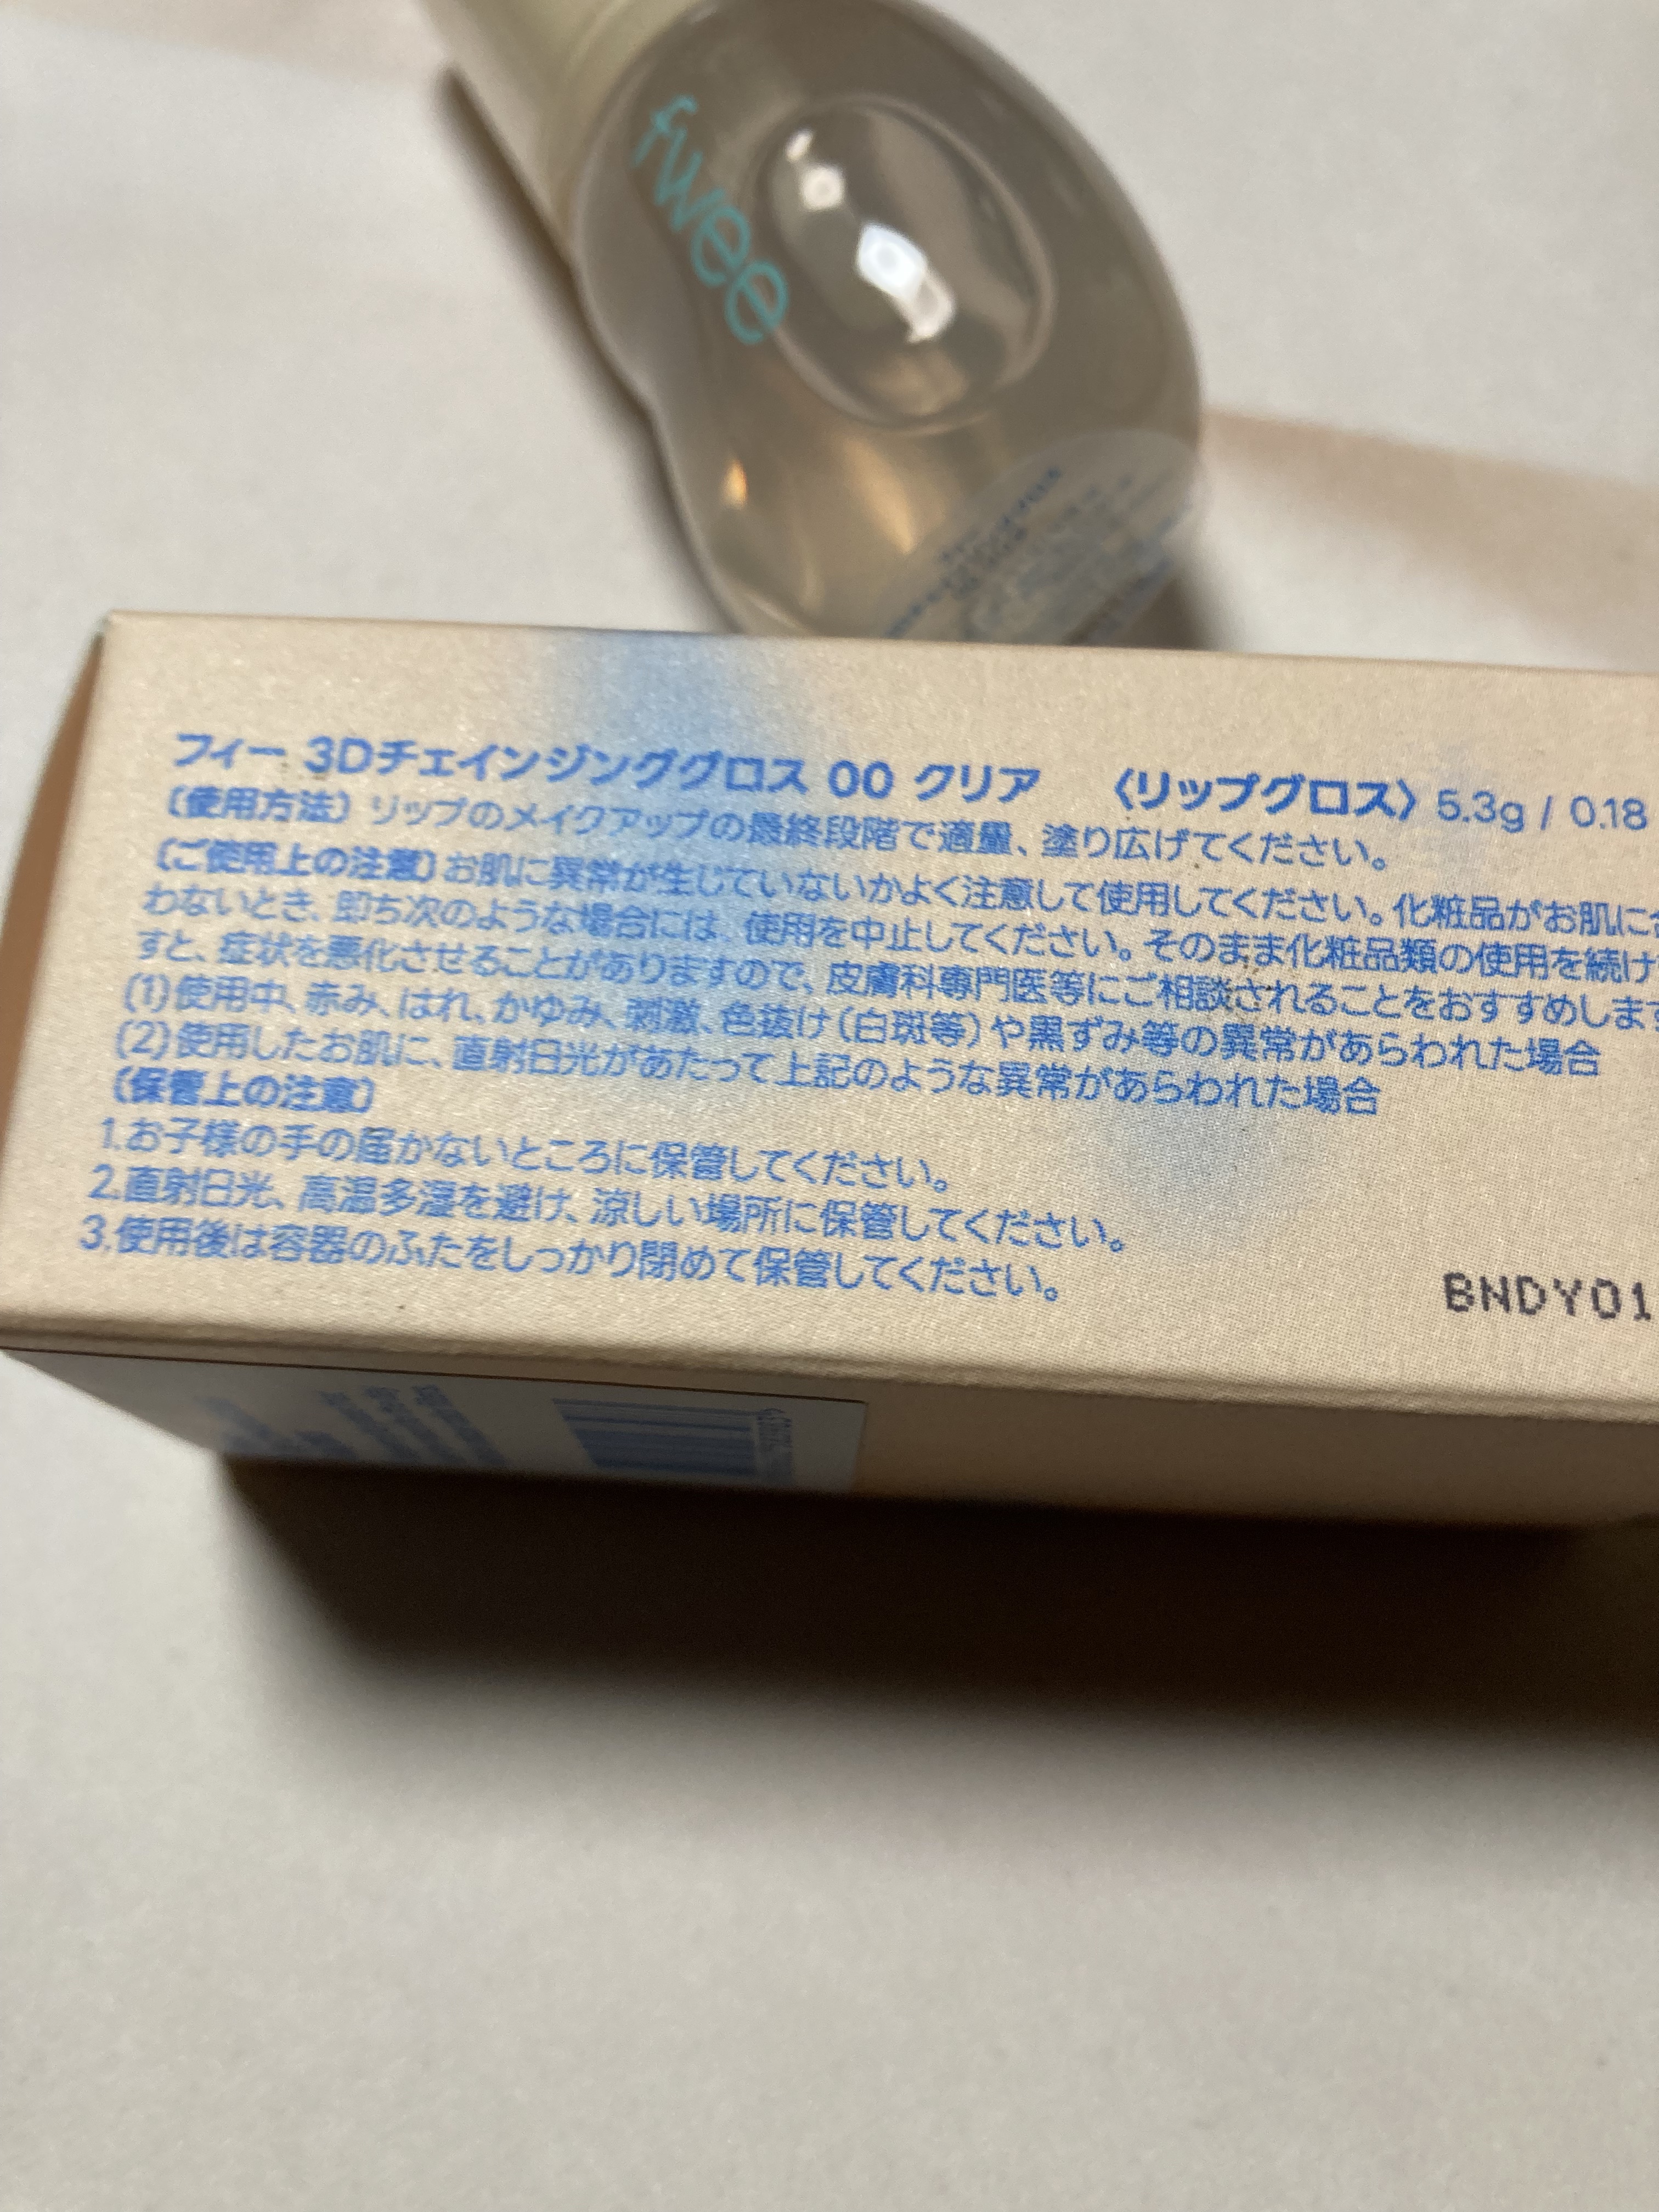 fwee
フィー 3Dチェインジンググロス 00 クリア 〈リップグロス〉 5.3g / 0.18
〔使用方法〕リップのメイクアップの最終段階で適量、塗り広げてください。
〔ご使用上の注意〕お肌に異常が生じていないかよく注意して使用してください。化粧品がお肌に
わないとき、即ち次のような場合には、使用を中止してください。そのまま化粧品類の使用を続け
すと、症状を悪化させることがありますので、皮膚科専門医等にご相談されることをおすすめします
(1)使用中、赤み、はれ、かゆみ、刺激、色抜け(白斑等)や黒ずみ等の異常があらわれた場合
(2)使用したお肌に、直射日光があたって上記のような異常があらわれた場合
〔保管上の注意〕
1.お子様の手の届かないところに保管してください。
2.直射日光、高温多湿を避け、涼しい場所に保管してください。
3.使用後は容器のふたをしっかり閉めて保管してください。
BNDY01